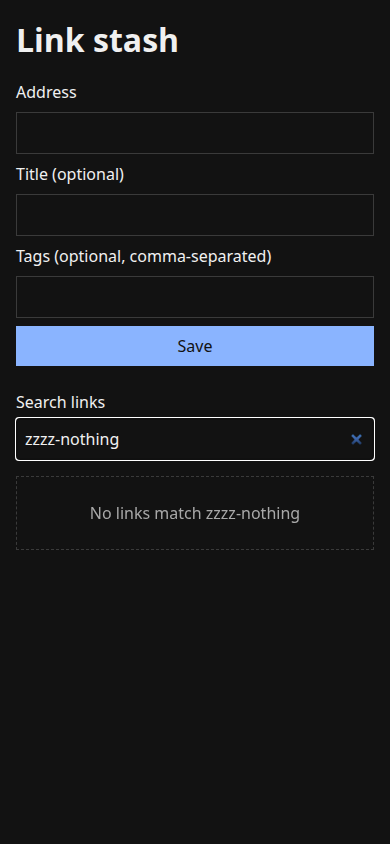 Link stash
Address
Title (optional)
Tags (optional, comma-separated)
Save
Search links
zzzz-nothing
No links match zzzz-nothing